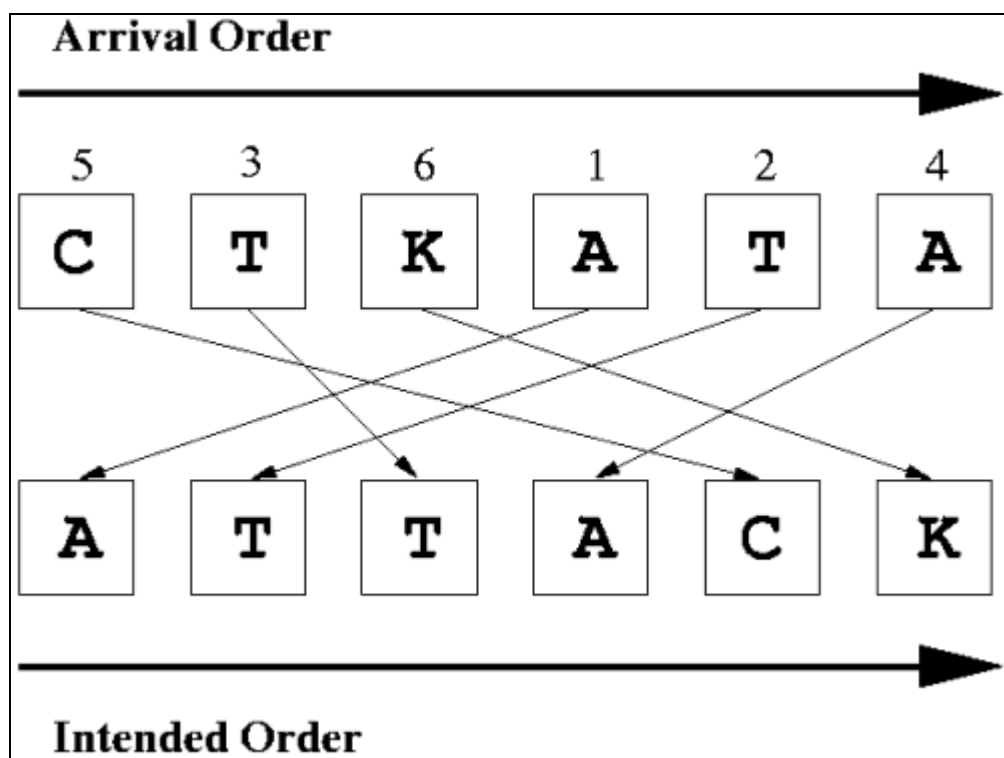 Arrival Order
5 3 6 1 2 4
C T K A T A
A T T A C K
Intended Order